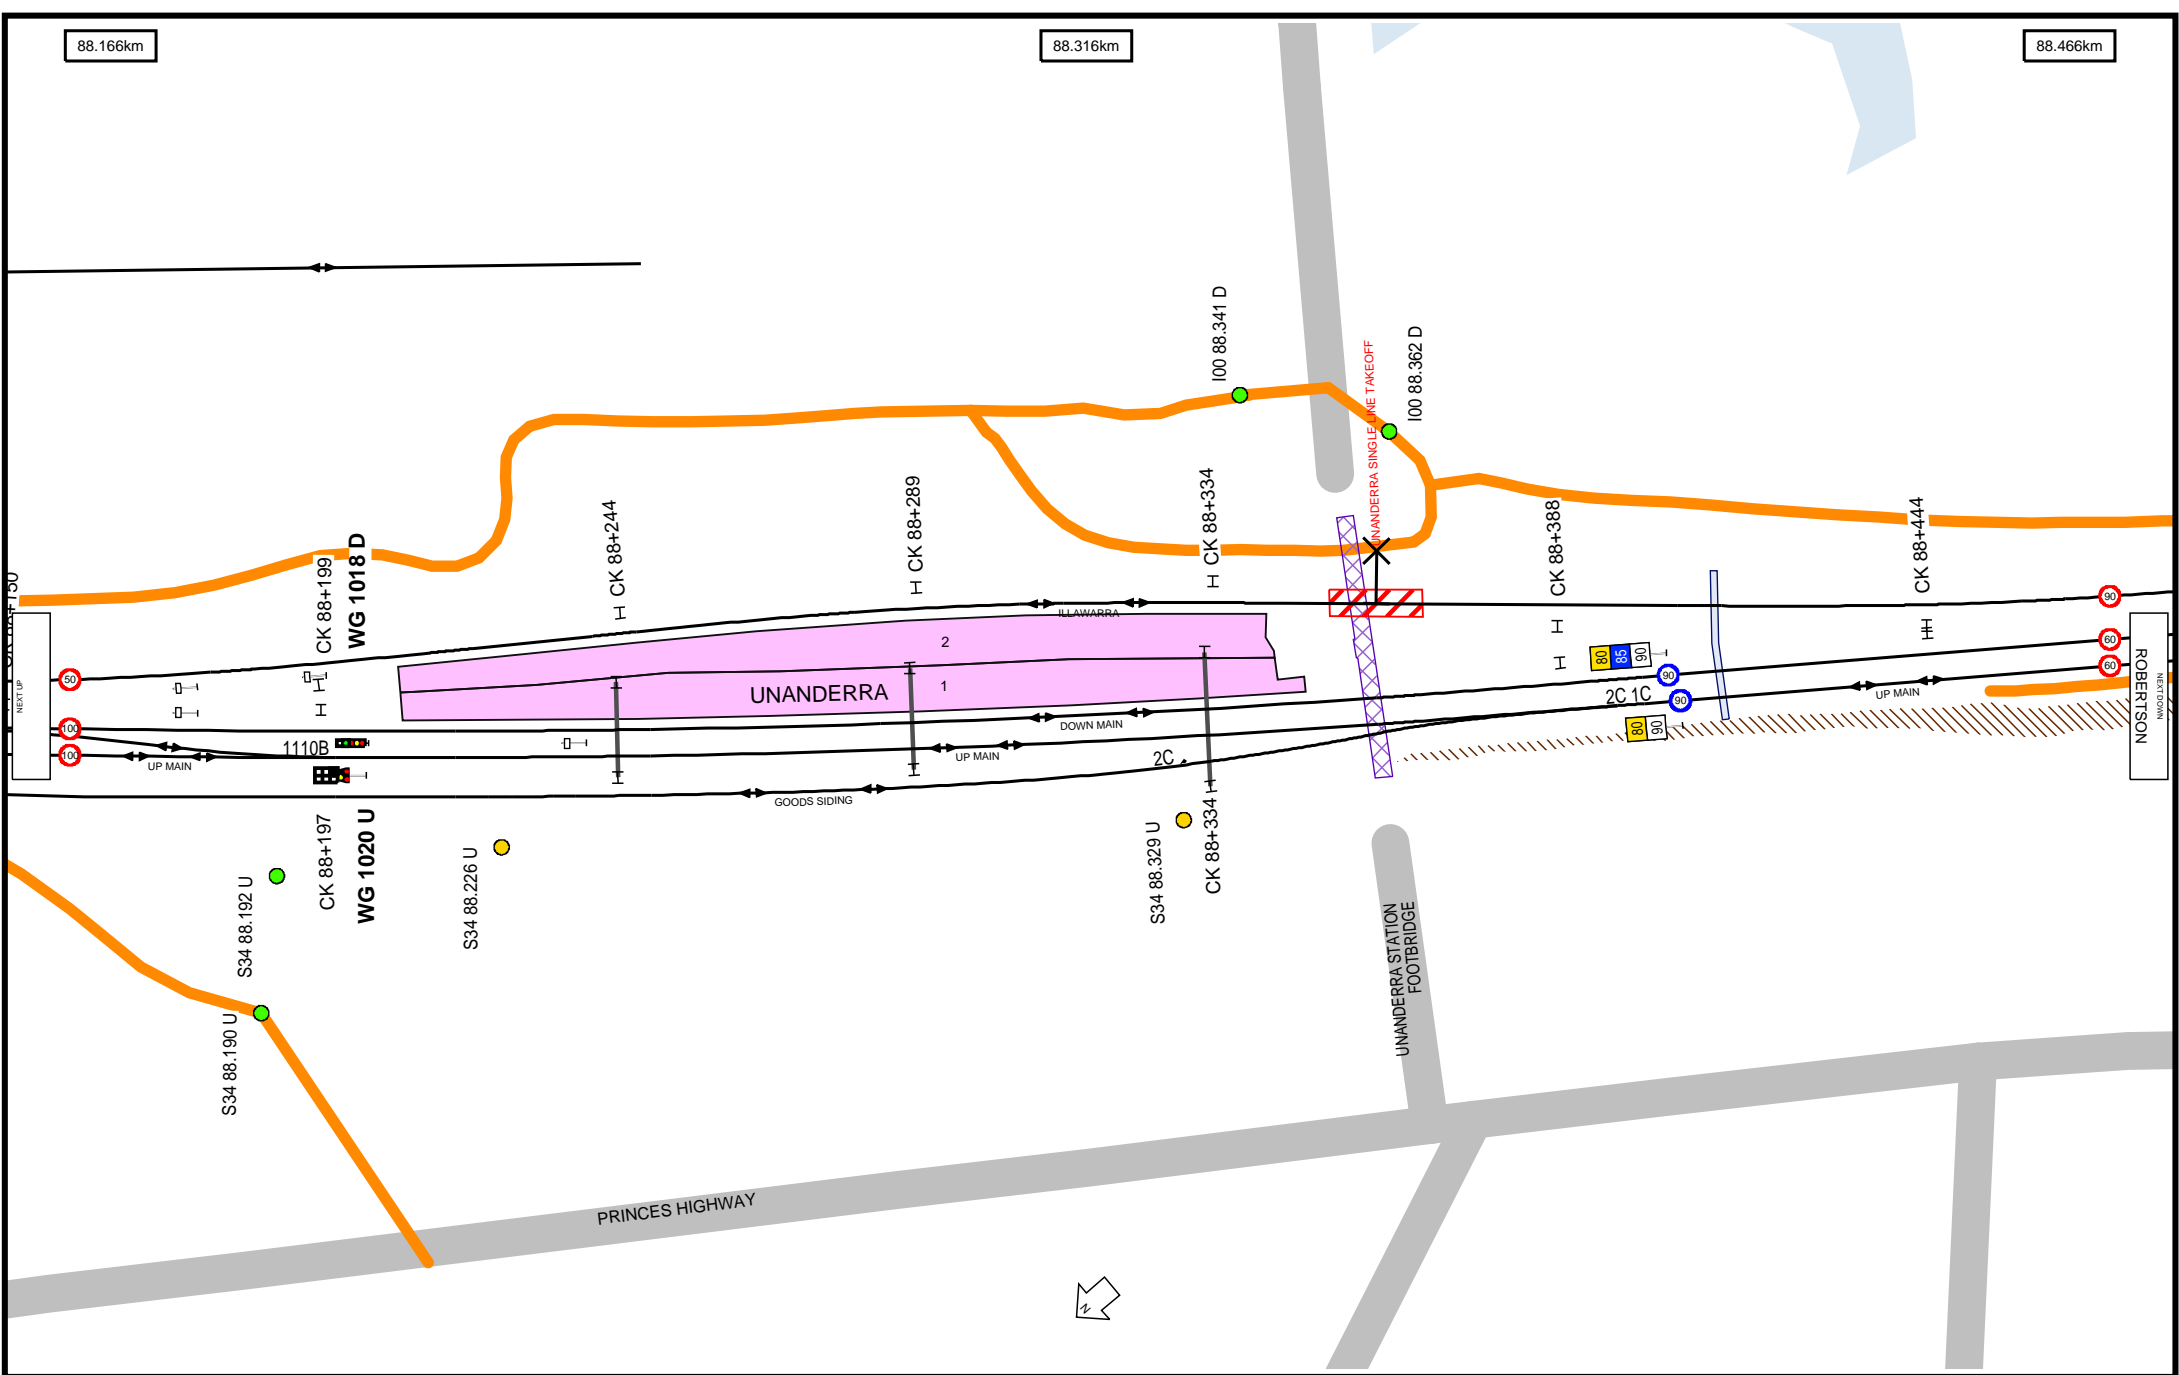 88.166km
88.316km
88.466km
I00 88.341 D
I00 88.362 D
UNANDERRA SINGLE LINE TAKEOFF
CK 88+199
WG 1018 D
CK 88+244
CK 88+289
CK 88+334
CK 88+388
CK 88+444
NEXT UP
50
100
100
ILLAWARRA
2
1
UNANDERRA
DOWN MAIN
UP MAIN
1110B
UP MAIN
GOODS SIDING
2C
80
85
90
90
2C 1C
90
80
90
UP MAIN
90
60
60
ROBERTSON
NEXT DOWN
CK 88+197
WG 1020 U
S34 88.192 U
S34 88.190 U
S34 88.226 U
S34 88.329 U
CK 88+334
UNANDERRA STATION
FOOTBRIDGE
PRINCES HIGHWAY
N